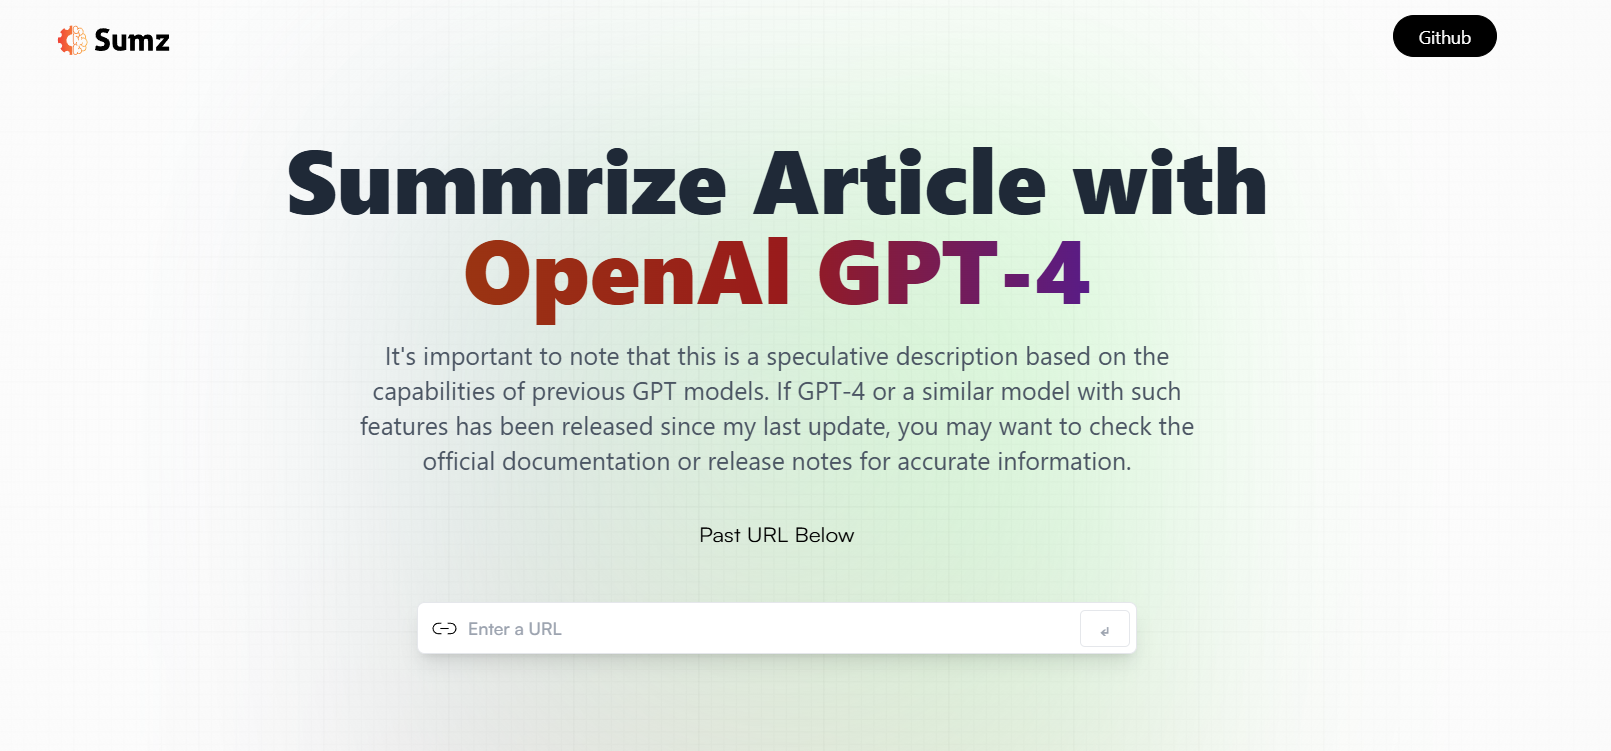 Sumz
Github
Summrize Article with
OpenAl GPT-4
It's important to note that this is a speculative description based on the
capabilities of previous GPT models. If GPT-4 or a similar model with such
features has been released since my last update, you may want to check the
official documentation or release notes for accurate information.
Past URL Below
Enter a URL
↲